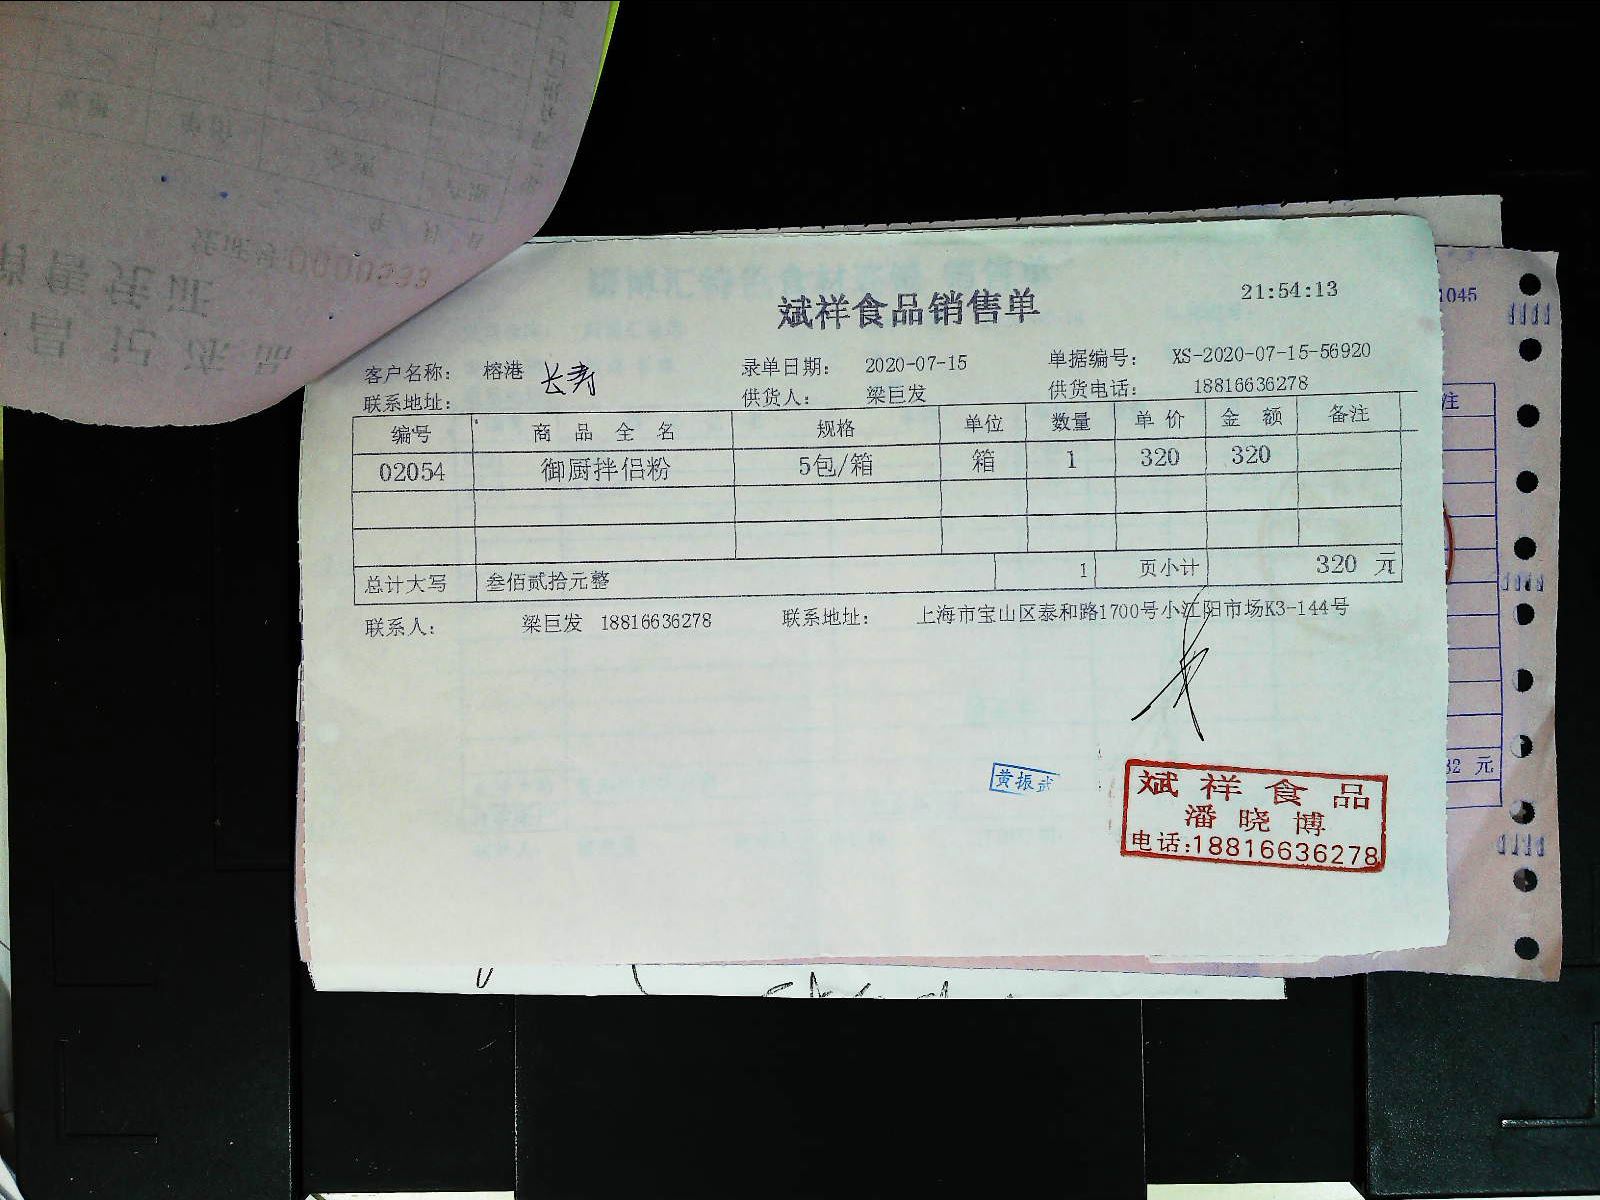 斌祥食品销售单
21:54:13
客户名称： 榕港 长寿 录单日期： 2020-07-15 单据编号： XS-2020-07-15-56920
联系地址： 供货人： 梁巨发 供货电话： 18816636278
编号 商品全名 规格 单位 数量 单价 金额 备注
02054 御厨拌侣粉 5包/箱 箱 1 320 320
总计大写 叁佰贰拾元整 1 页小计 320 元
联系人： 梁巨发 18816636278 联系地址： 上海市宝山区泰和路1700号小江阳市场K3-144号
黄振武
斌祥食品
潘晓博
电话:18816636278
1045
注
32 元
0000233